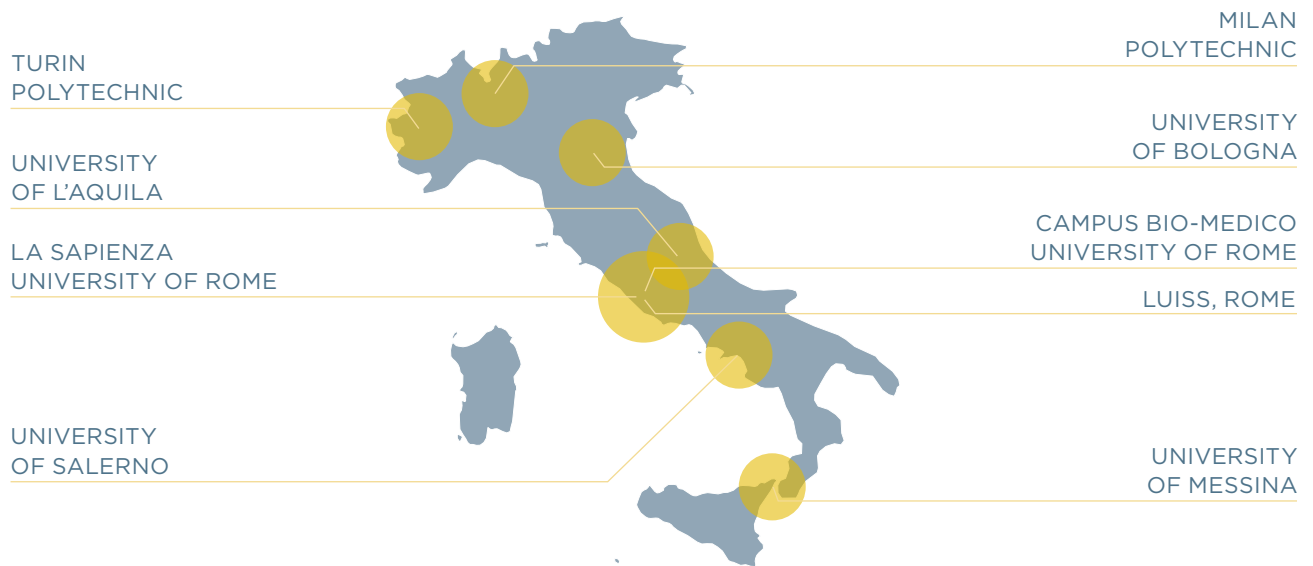 TURIN
POLYTECHNIC
UNIVERSITY
OF L’AQUILA
LA SAPIENZA
UNIVERSITY OF ROME
UNIVERSITY
OF SALERNO
MILAN
POLYTECHNIC
UNIVERSITY
OF BOLOGNA
CAMPUS BIO-MEDICO
UNIVERSITY OF ROME
LUISS, ROME
UNIVERSITY
OF MESSINA